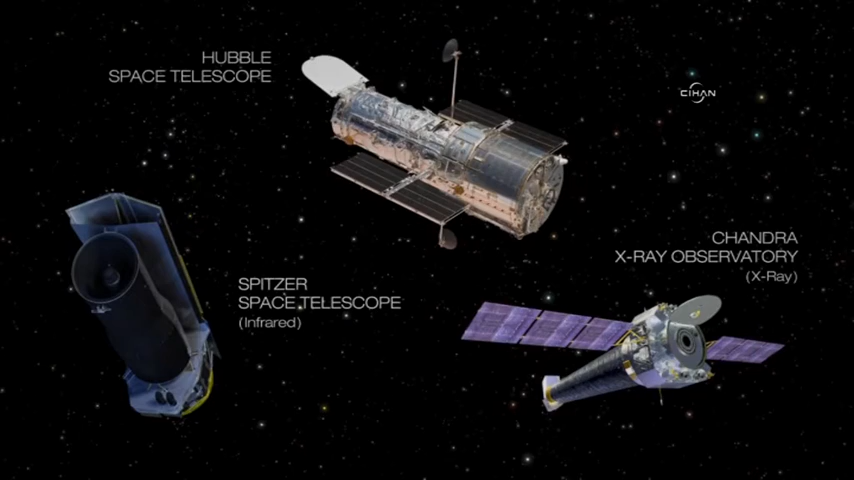 HUBBLE
SPACE TELESCOPE
CIHAN
CHANDRA
X-RAY OBSERVATORY
(X-Ray)
SPITZER
SPACE TELESCOPE
(Infrared)